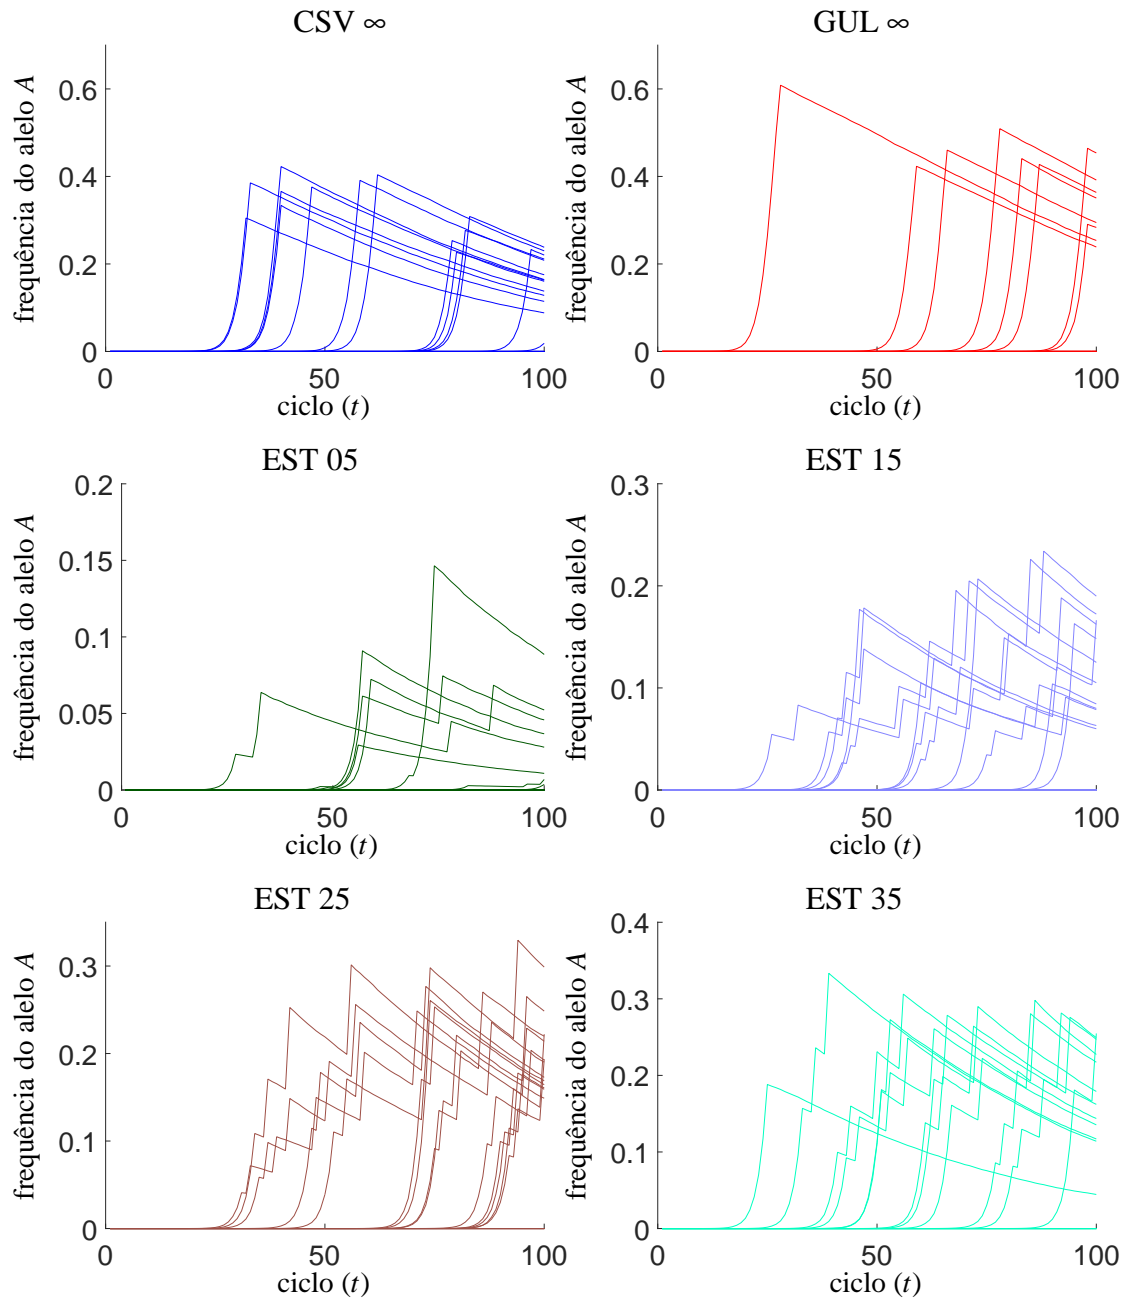 CSV ∞
GUL ∞
frequência do alelo A
0.6
0.4
0.2
0
0
50
100
ciclo (t)
frequência do alelo A
0.6
0.4
0.2
0
0
50
100
ciclo (t)
EST 05
EST 15
frequência do alelo A
0.2
0.15
0.1
0.05
0
0
50
100
ciclo (t)
frequência do alelo A
0.3
0.2
0.1
0
0
50
100
ciclo (t)
EST 25
EST 35
frequência do alelo A
0.3
0.2
0.1
0
0
50
100
ciclo (t)
frequência do alelo A
0.4
0.3
0.2
0.1
0
0
50
100
ciclo (t)